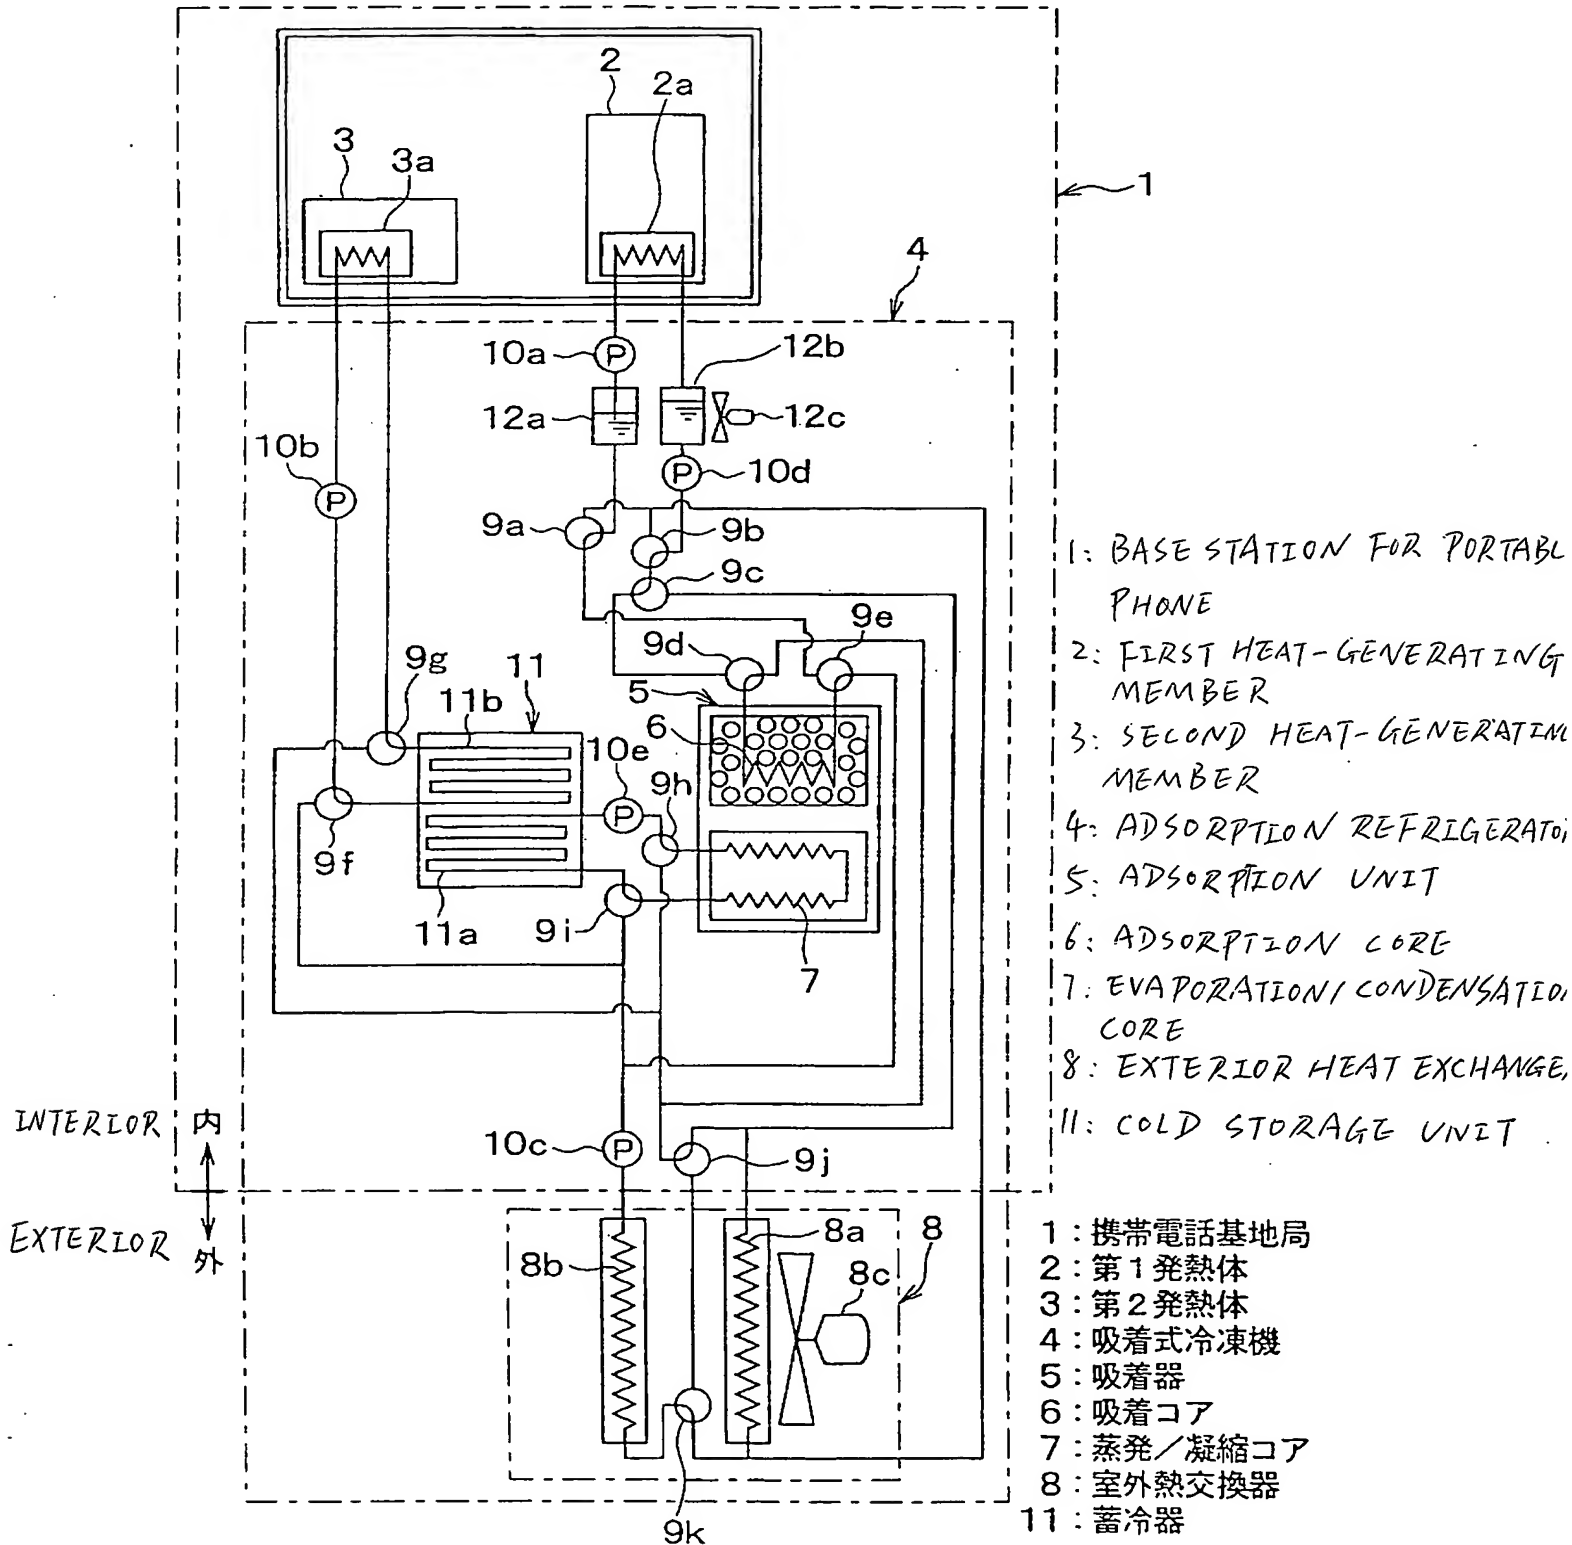 2
2a
3
3a
1
4
10a
P
12b
12a
12c
10b
P
P
10d
9a
9b
9c
9d
9e
9g
11
5
11b
6
10e
P
9h
9f
11a
9i
7
10c
P
9j
8b
8a
8c
8
9k
INTERIOR 内
EXTERIOR 外
1: BASE STATION FOR PORTABL
PHONE
2: FIRST HEAT-GENERATING
MEMBER
3: SECOND HEAT-GENERATING
MEMBER
4: ADSORPTION REFRIGERATO
5: ADSORPTION UNIT
6: ADSORPTION CORE
7: EVAPORATION/CONDENSATIO
CORE
8: EXTERIOR HEAT EXCHANGE
11: COLD STORAGE UNIT
1:携帯電話基地局
2:第1発熱体
3:第2発熱体
4:吸着式冷凍機
5:吸着器
6:吸着コア
7:蒸発/凝縮コア
8:室外熱交換器
11:蓄冷器